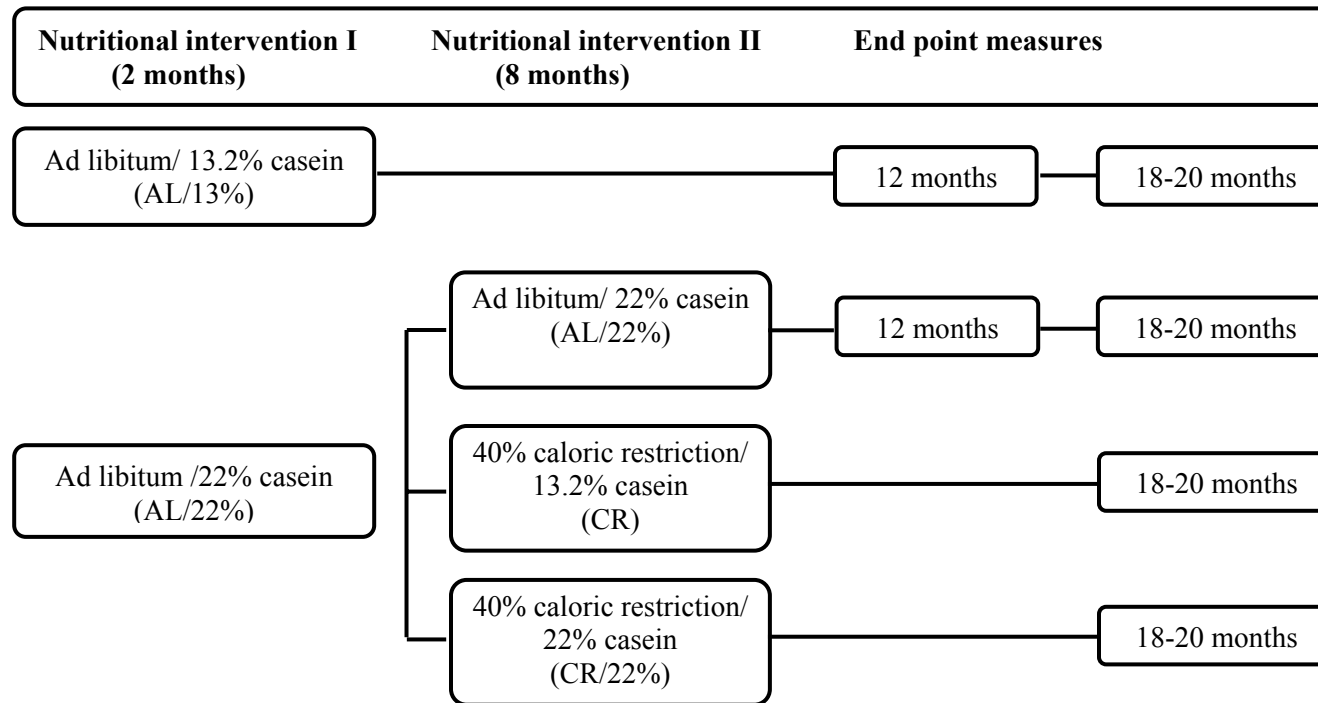 Nutritional intervention I Nutritional intervention II End point measures
(2 months) (8 months)
Ad libitum/ 13.2% casein
(AL/13%)
12 months
18-20 months
Ad libitum /22% casein
(AL/22%)
Ad libitum/ 22% casein
(AL/22%)
12 months
18-20 months
40% caloric restriction/
13.2% casein
(CR)
18-20 months
40% caloric restriction/
22% casein
(CR/22%)
18-20 months